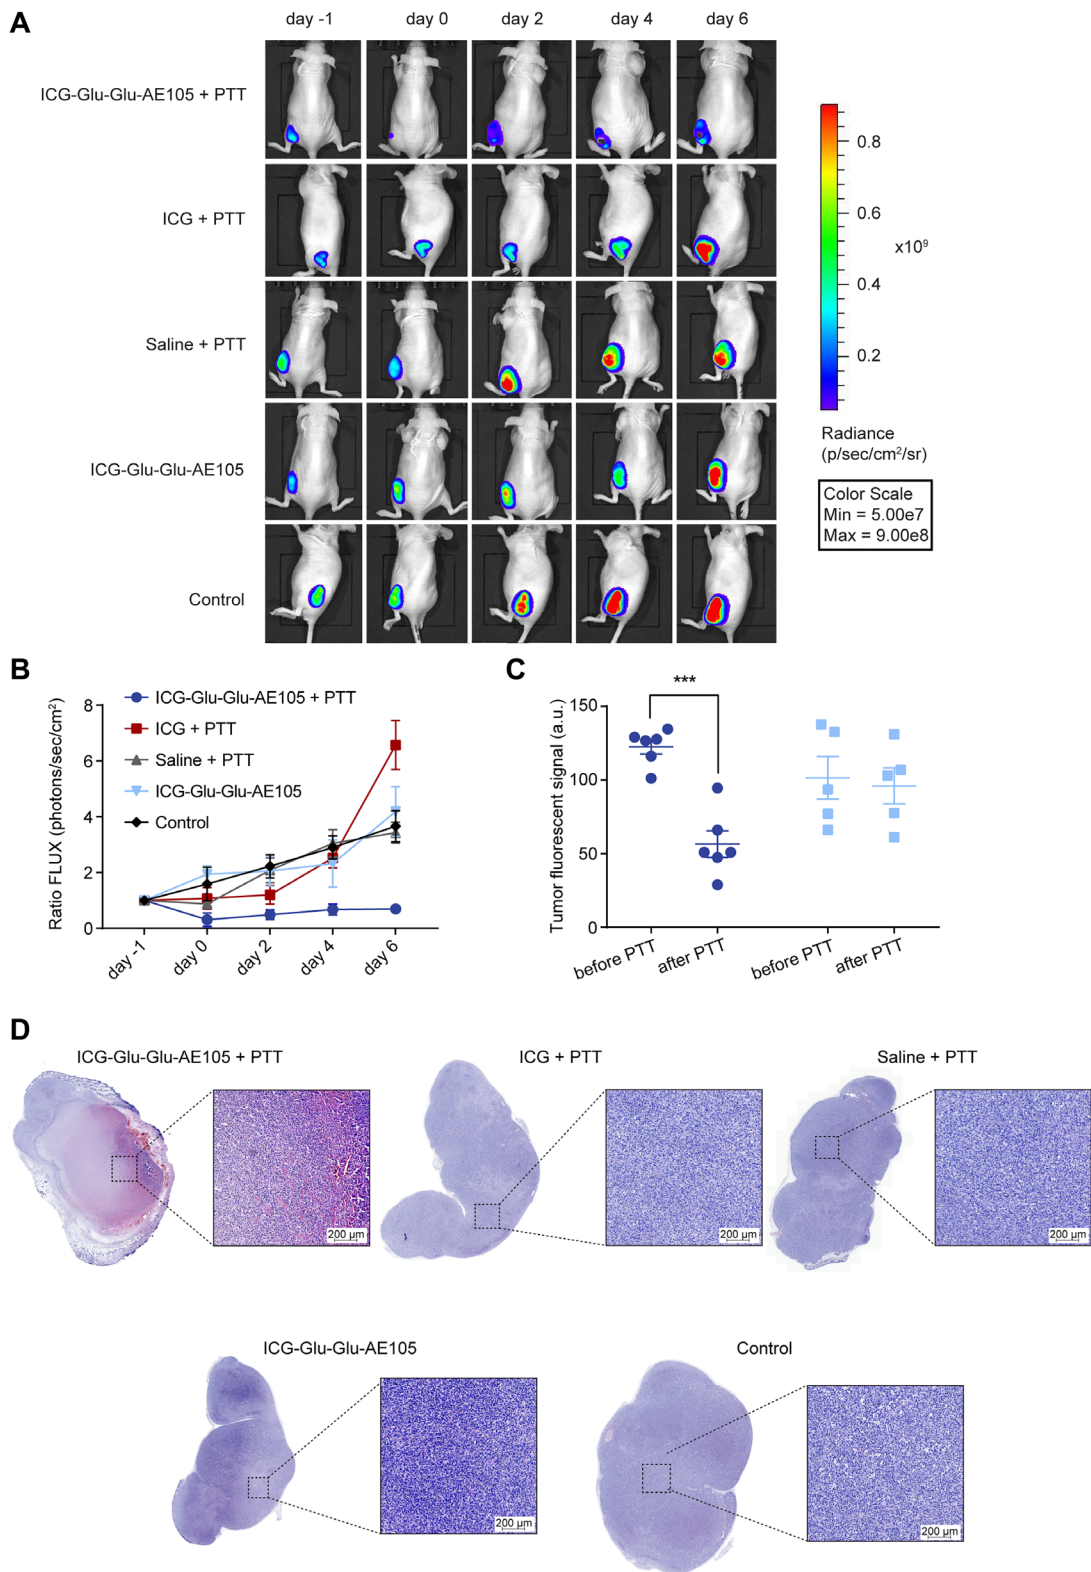 A
day -1 day 0 day 2 day 4 day 6
ICG-Glu-Glu-AE105 + PTT
ICG + PTT
Saline + PTT
ICG-Glu-Glu-AE105
Control
0.8
0.6
x10⁹
0.4
0.2
Radiance
(p/sec/cm²/sr)
Color Scale
Min = 5.00e7
Max = 9.00e8
B
Ratio FLUX (photons/sec/cm²)
8
6
4
2
0
ICG-Glu-Glu-AE105 + PTT
ICG + PTT
Saline + PTT
ICG-Glu-Glu-AE105
Control
day -1 day 0 day 2 day 4 day 6
C
Tumor fluorescent signal (a.u.)
150
100
50
0
***
before PTT after PTT before PTT after PTT
D
ICG-Glu-Glu-AE105 + PTT
200 µm
ICG + PTT
200 µm
Saline + PTT
200 µm
ICG-Glu-Glu-AE105
200 µm
Control
200 µm